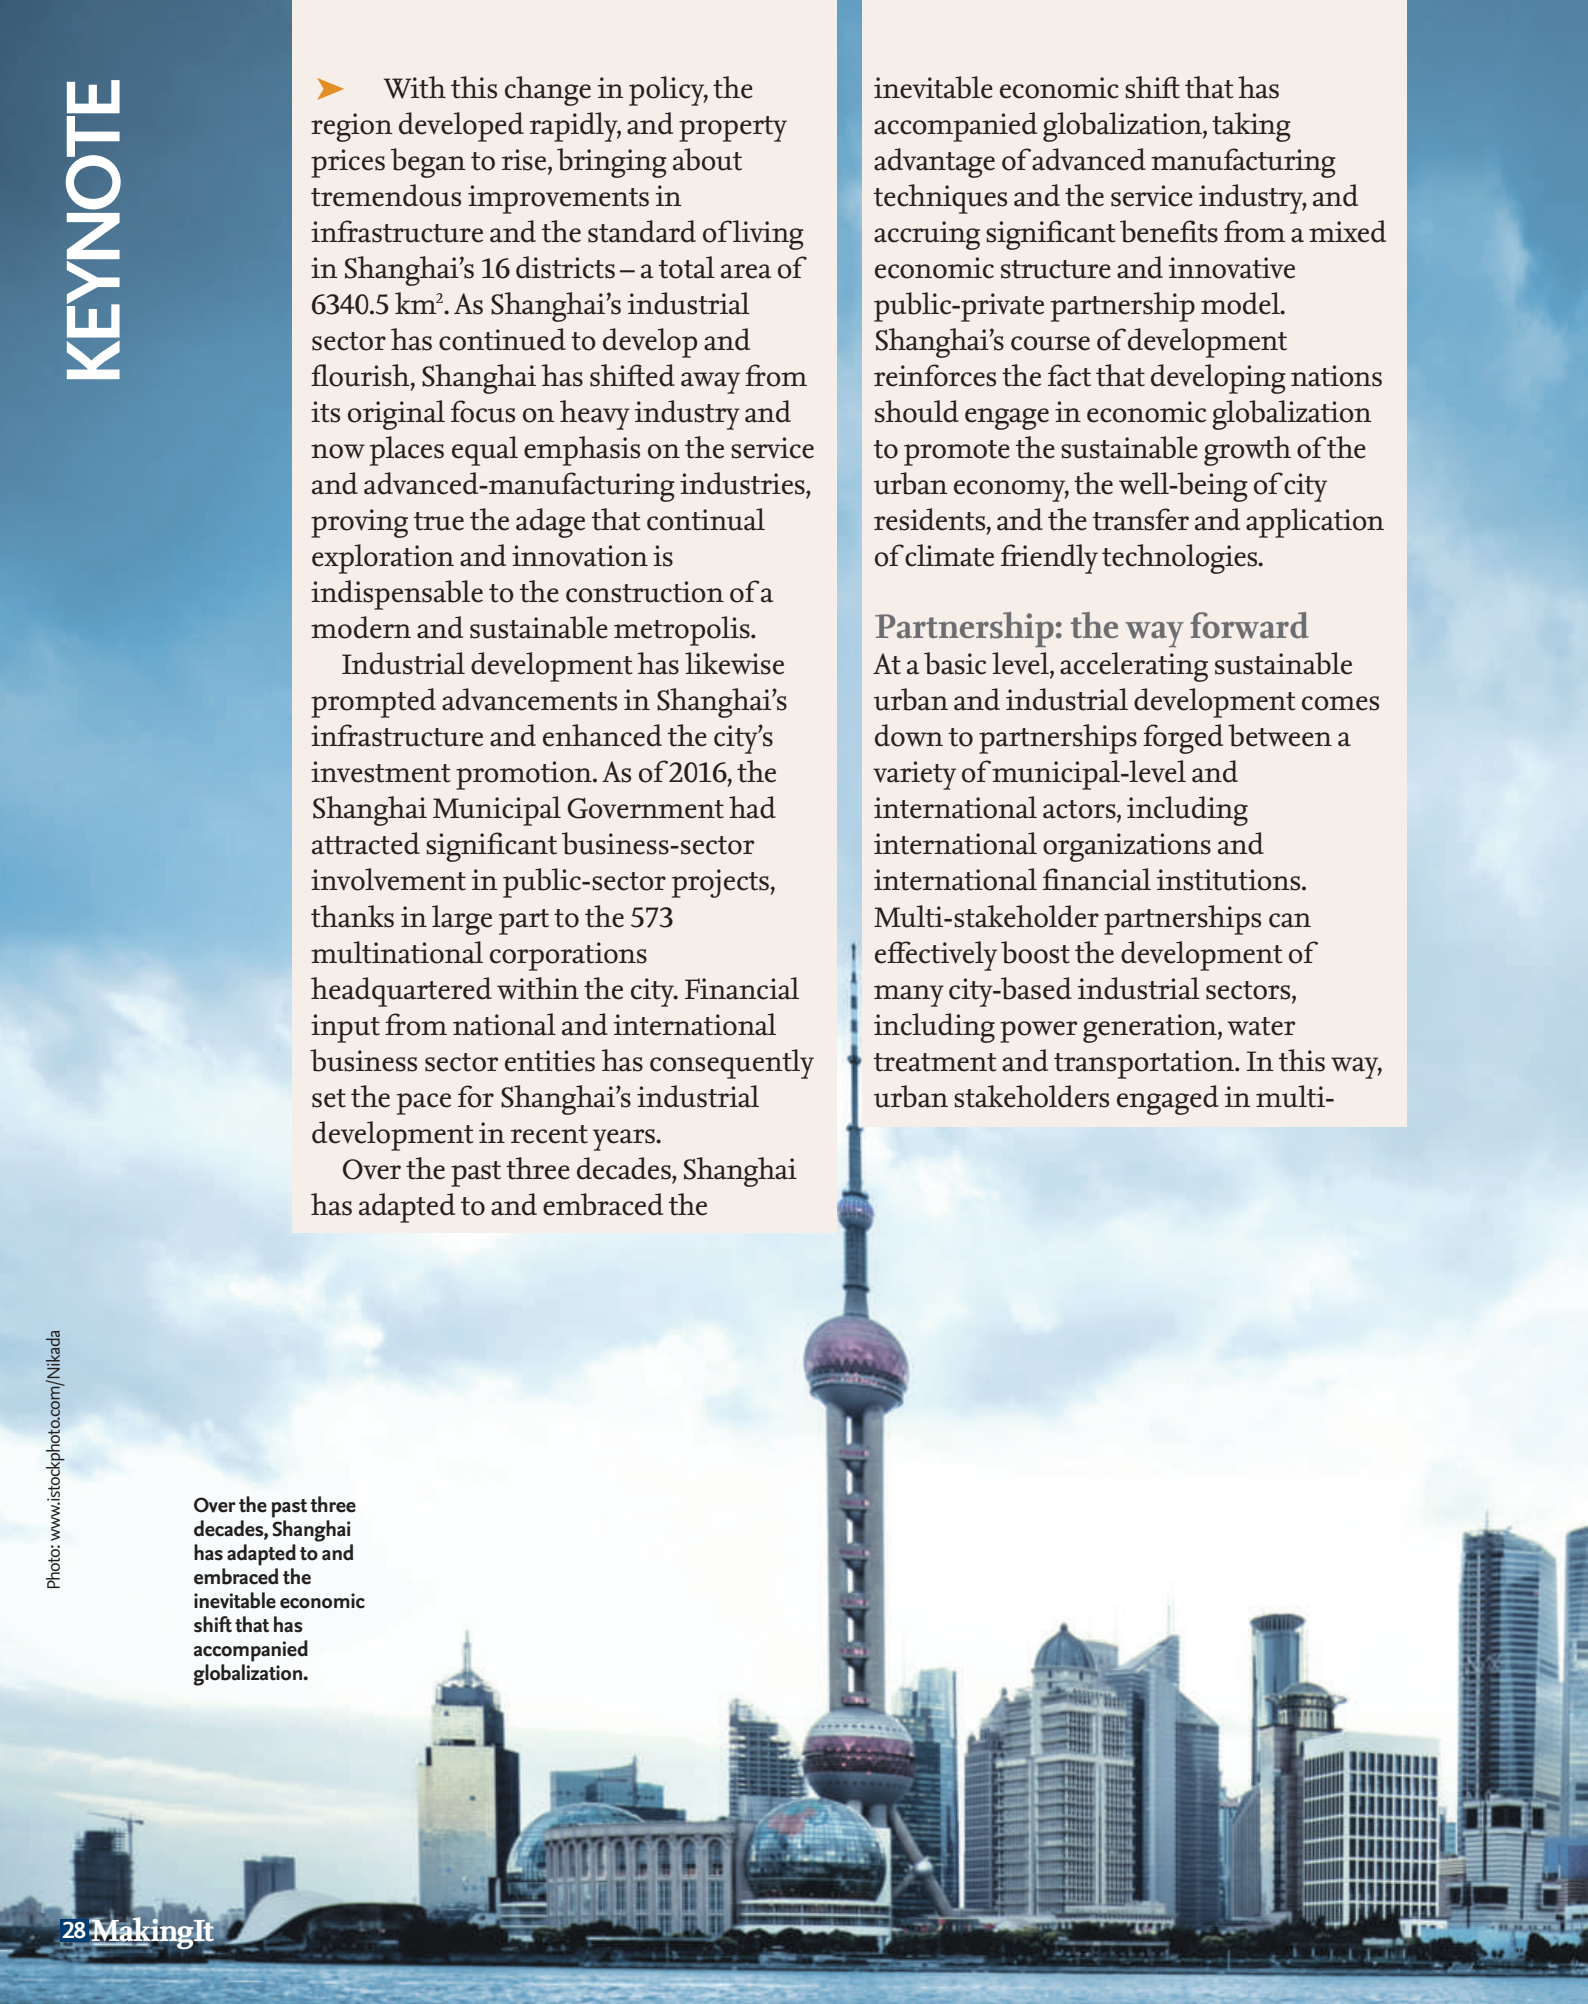 KEYNOTE
➤ With this change in policy, the
region developed rapidly, and property
prices began to rise, bringing about
tremendous improvements in
infrastructure and the standard of living
in Shanghai’s 16 districts – a total area of
6340.5 km². As Shanghai’s industrial
sector has continued to develop and
flourish, Shanghai has shifted away from
its original focus on heavy industry and
now places equal emphasis on the service
and advanced-manufacturing industries,
proving true the adage that continual
exploration and innovation is
indispensable to the construction of a
modern and sustainable metropolis.
Industrial development has likewise
prompted advancements in Shanghai’s
infrastructure and enhanced the city’s
investment promotion. As of 2016, the
Shanghai Municipal Government had
attracted significant business-sector
involvement in public-sector projects,
thanks in large part to the 573
multinational corporations
headquartered within the city. Financial
input from national and international
business sector entities has consequently
set the pace for Shanghai’s industrial
development in recent years.
Over the past three decades, Shanghai
has adapted to and embraced the
inevitable economic shift that has
accompanied globalization, taking
advantage of advanced manufacturing
techniques and the service industry, and
accruing significant benefits from a mixed
economic structure and innovative
public-private partnership model.
Shanghai’s course of development
reinforces the fact that developing nations
should engage in economic globalization
to promote the sustainable growth of the
urban economy, the well-being of city
residents, and the transfer and application
of climate friendly technologies.
Partnership: the way forward
At a basic level, accelerating sustainable
urban and industrial development comes
down to partnerships forged between a
variety of municipal-level and
international actors, including
international organizations and
international financial institutions.
Multi-stakeholder partnerships can
effectively boost the development of
many city-based industrial sectors,
including power generation, water
treatment and transportation. In this way,
urban stakeholders engaged in multi-
Photo: www.istockphoto.com/Nikada
Over the past three
decades, Shanghai
has adapted to and
embraced the
inevitable economic
shift that has
accompanied
globalization.
28 MakingIt